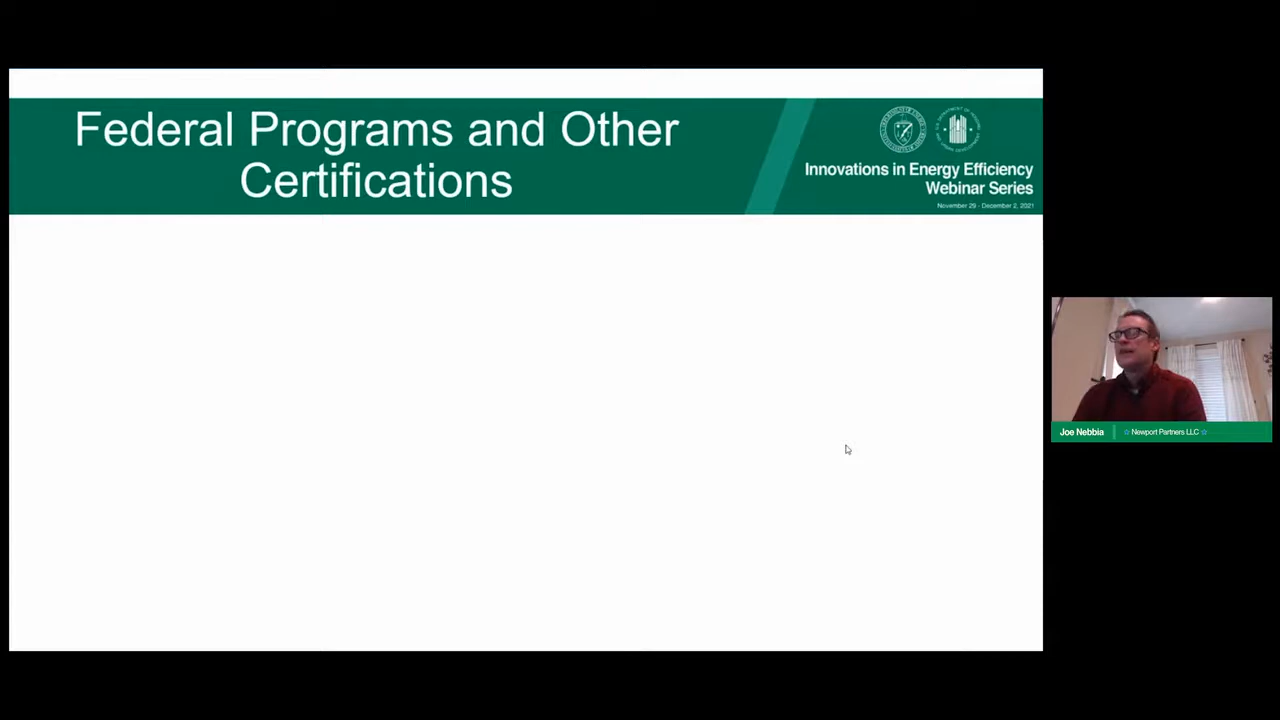 Federal Programs and Other
Certifications
Innovations in Energy Efficiency
Webinar Series
November 29 - December 2, 2021
Joe Nebbia
Newport Partners LLC